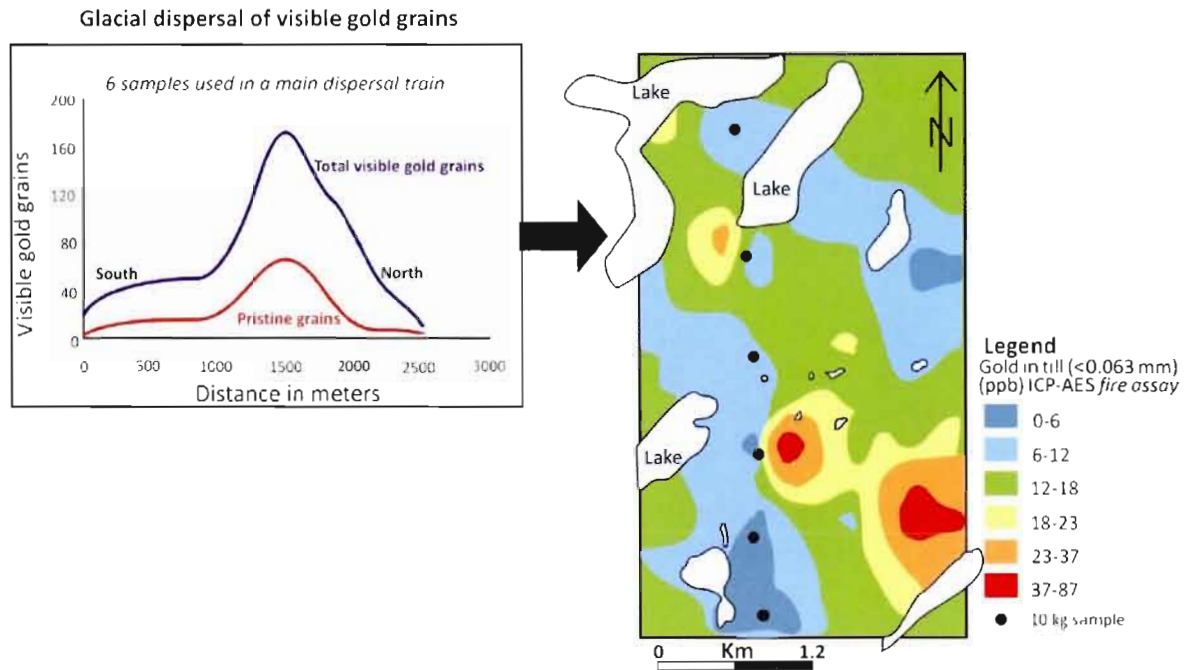 Glacial dispersal of visible gold grains
6 samples used in a main dispersal train
200
160
120
80
40
0
Visible gold grains
Total visible gold grains
South
North
Pristine grains
0 500 1000 1500 2000 2500 3000
Distance in meters
Lake
Lake
Lake
N
Legend
Gold in till (<0.063 mm)
(ppb) ICP-AES fire assay
0-6
6-12
12-18
18-23
23-37
37-87
10 kg sample
0 Km 1.2